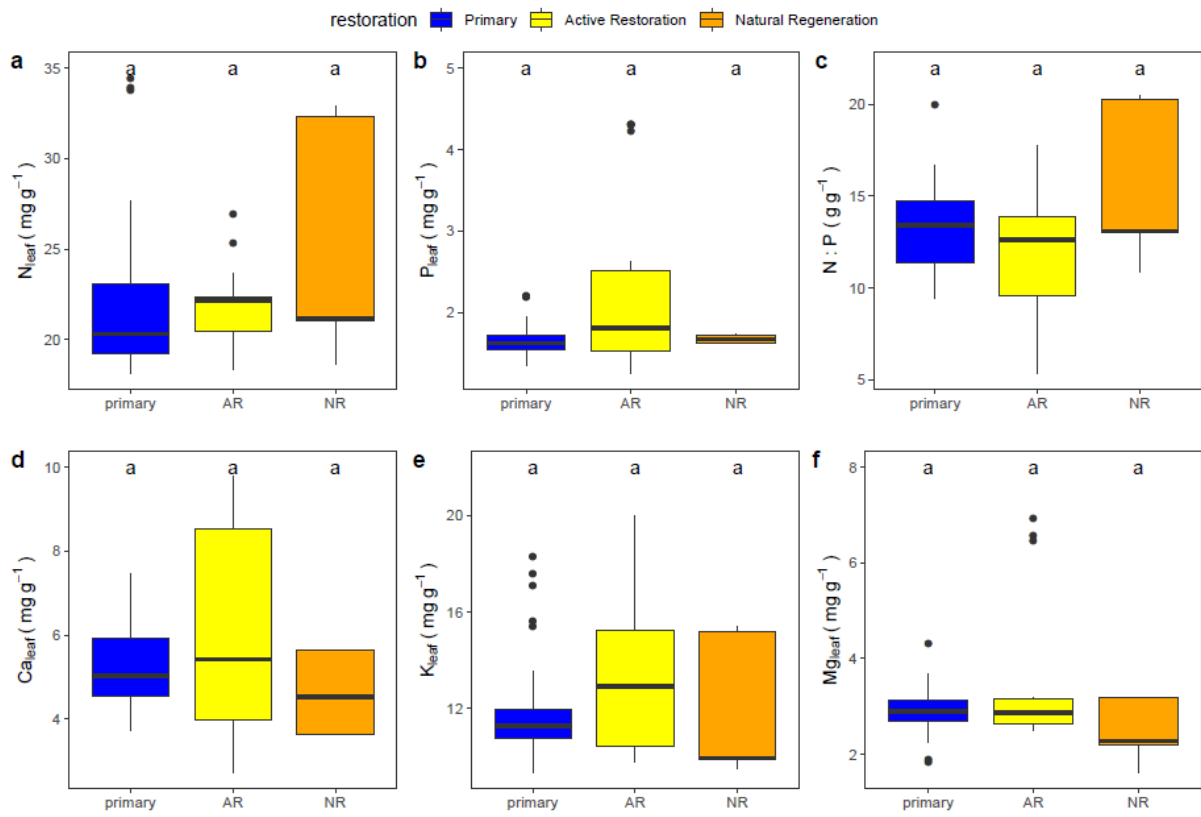 restoration Primary Active Restoration Natural Regeneration
a
a a a
N leaf ( mg g⁻¹ )
35
30
25
20
primary AR NR
b
a a a
P leaf ( mg g⁻¹ )
5
4
3
2
primary AR NR
c
a a a
N : P ( g g⁻¹ )
20
15
10
5
primary AR NR
d
a a a
Ca leaf ( mg g⁻¹ )
10
8
6
4
primary AR NR
e
a a a
K leaf ( mg g⁻¹ )
20
16
12
primary AR NR
f
a a a
Mg leaf ( mg g⁻¹ )
8
6
4
2
primary AR NR